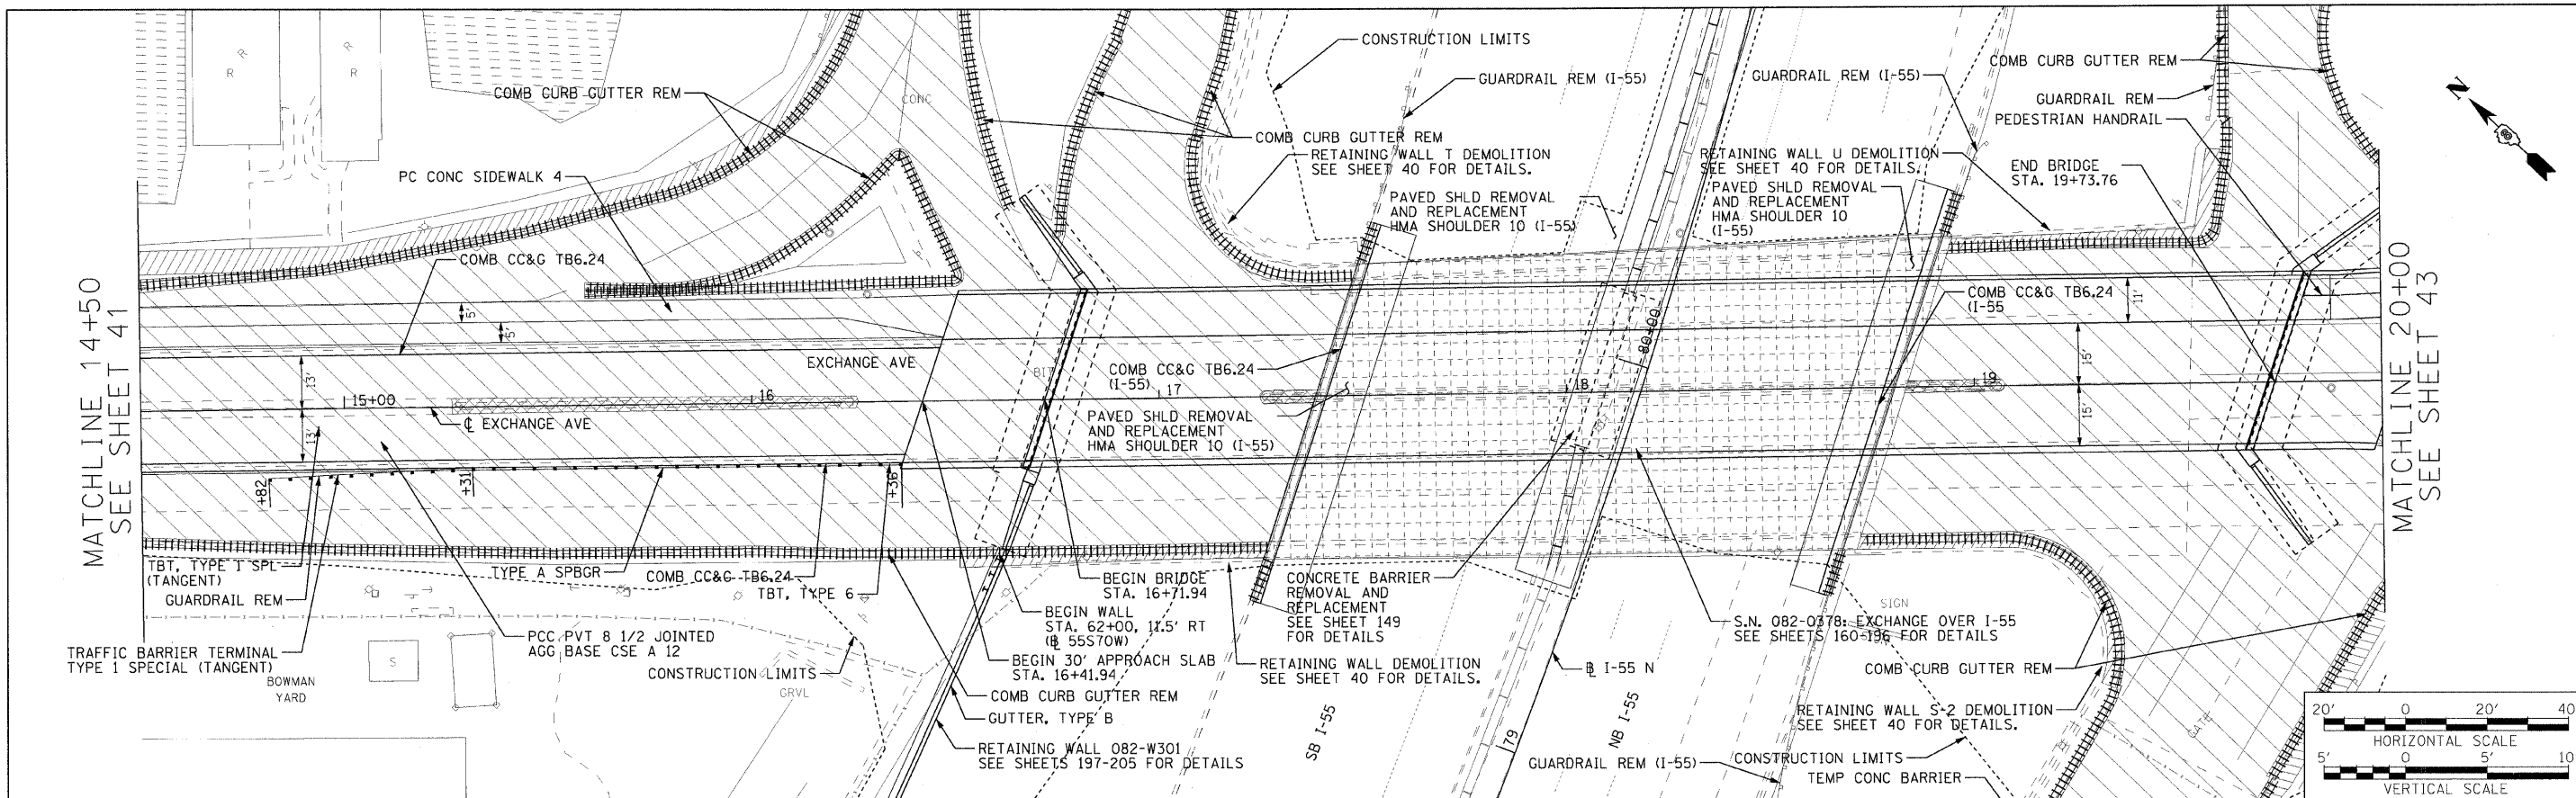 MATCHLINE 14+50
SEE SHEET 41
R
R
R
R
COMB CURB GUTTER REM
CONC
PC CONC SIDEWALK 4
COMB CC&G TB6.24
5'
5'
13'
13'
15+00
16
17
18
19
EXCHANGE AVE
BIT
℄ EXCHANGE AVE
+82
+31
+36
TBT, TYPE 1 SPL
(TANGENT)
GUARDRAIL REM
TYPE A SPBGR
COMB CC&G TB6.24
TBT, TYPE 6
TRAFFIC BARRIER TERMINAL
TYPE 1 SPECIAL (TANGENT)
BOWMAN
YARD
S
PCC PVT 8 1/2 JOINTED
AGG BASE CSE A 12
CONSTRUCTION LIMITS
GRVL
CONSTRUCTION LIMITS
GUARDRAIL REM (I-55)
COMB CURB GUTTER REM
RETAINING WALL T DEMOLITION
SEE SHEET 40 FOR DETAILS.
PAVED SHLD REMOVAL
AND REPLACEMENT
HMA SHOULDER 10 (I-55)
GUARDRAIL REM (I-55)
RETAINING WALL U DEMOLITION
SEE SHEET 40 FOR DETAILS.
PAVED SHLD REMOVAL
AND REPLACEMENT
HMA SHOULDER 10
(I-55)
COMB CURB GUTTER REM
GUARDRAIL REM
PEDESTRIAN HANDRAIL
END BRIDGE
STA. 19+73.76
N
COMB CC&G TB6.24
(I-55
11'
15'
15'
80+00
COMB CC&G TB6.24
(I-55)
PAVED SHLD REMOVAL
AND REPLACEMENT
HMA SHOULDER 10 (I-55)
BEGIN BRIDGE
STA. 16+71.94
BEGIN WALL
STA. 62+00, 11.5' RT
(℄ 55S70W)
BEGIN 30' APPROACH SLAB
STA. 16+41.94
COMB CURB GUTTER REM
GUTTER, TYPE B
RETAINING WALL 082-W301
SEE SHEETS 197-205 FOR DETAILS
CONCRETE BARRIER
REMOVAL AND
REPLACEMENT
SEE SHEET 149
FOR DETAILS
RETAINING WALL DEMOLITION
SEE SHEET 40 FOR DETAILS.
SB I-55
79
℄ I-55 N
NB I-55
S.N. 082-0378: EXCHANGE OVER I-55
SEE SHEETS 160-196 FOR DETAILS
SIGN
COMB CURB GUTTER REM
RETAINING WALL S-2 DEMOLITION
SEE SHEET 40 FOR DETAILS.
GUARDRAIL REM (I-55)
CONSTRUCTION LIMITS
TEMP CONC BARRIER
GATE
MATCHLINE 20+00
SEE SHEET 43
20' 0 20' 40
HORIZONTAL SCALE
5' 0 5' 10
VERTICAL SCALE